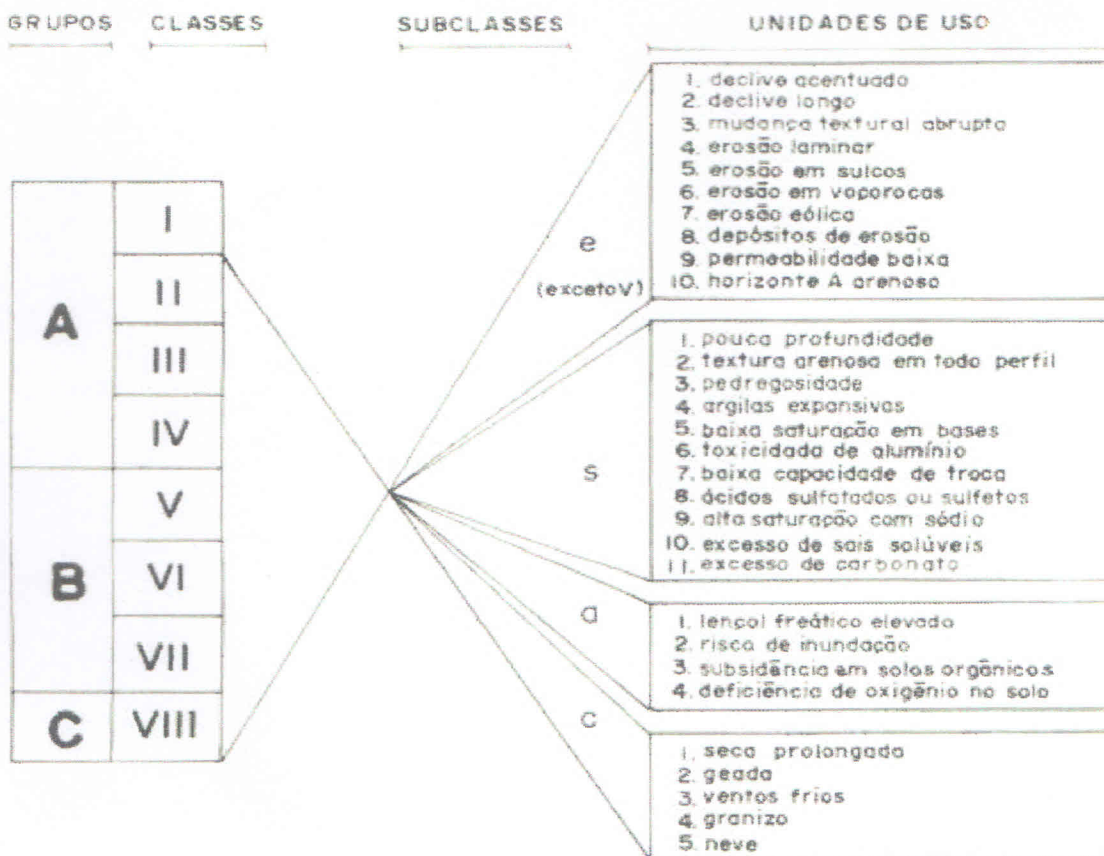 GRUPOS CLASSES SUBCLASSES UNIDADES DE USO
A
I
II
III
IV
B
V
VI
VII
C
VIII
e
(exceto V)
1. declive acentuado
2. declive longo
3. mudança textural abrupta
4. erosão laminar
5. erosão em sulcos
6. erosão em voporocas
7. erosão eólica
8. depósitos de erosão
9. permeabilidade baixa
10. horizonte A arenoso
s
1. pouca profundidade
2. textura arenosa em todo perfil
3. pedregosidade
4. argilas expansivas
5. baixa saturação em bases
6. toxicidada de alumínio
7. baixa capacidade de troca
8. ácidos sulfatados ou sulfetos
9. alta saturação com sódio
10. excesso de sais solúveis
11. excesso de carbonato
a
1. lençol freático elevado
2. risco de inundação
3. subsidência em solos orgânicos
4. deficiência de oxigênio no solo
c
1. seca prolongada
2. geada
3. ventos frios
4. granizo
5. neve